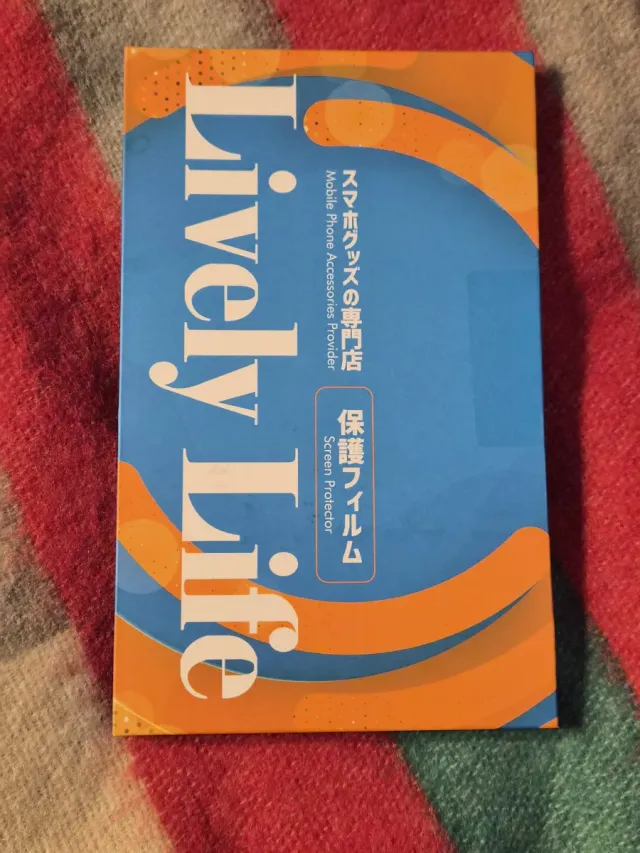 スマホグッズの専門店
Mobile Phone Accessories Provider
保護フィルム
Screen Protector
Lively Life